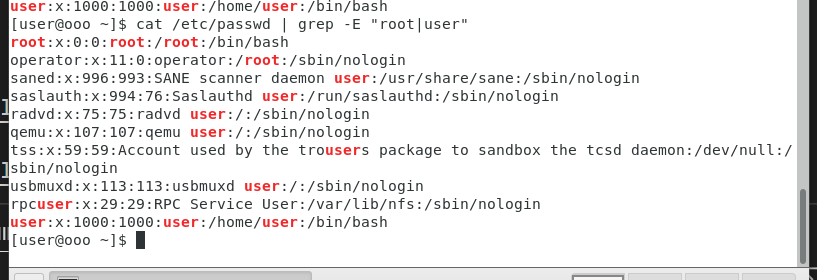 user:x:1000:1000:user:/home/user:/bin/bash
[user@ooo ~]$ cat /etc/passwd | grep -E "root|user"
root:x:0:0:root:/root:/bin/bash
operator:x:11:0:operator:/root:/sbin/nologin
saned:x:996:993:SANE scanner daemon user:/usr/share/sane:/sbin/nologin
saslauth:x:994:76:Saslauthd user:/run/saslauthd:/sbin/nologin
radvd:x:75:75:radvd user:/:/sbin/nologin
qemu:x:107:107:qemu user:/:/sbin/nologin
tss:x:59:59:Account used by the trousers package to sandbox the tcsd daemon:/dev/null:/
sbin/nologin
usbmuxd:x:113:113:usbmuxd user:/:/sbin/nologin
rpcuser:x:29:29:RPC Service User:/var/lib/nfs:/sbin/nologin
user:x:1000:1000:user:/home/user:/bin/bash
[user@ooo ~]$